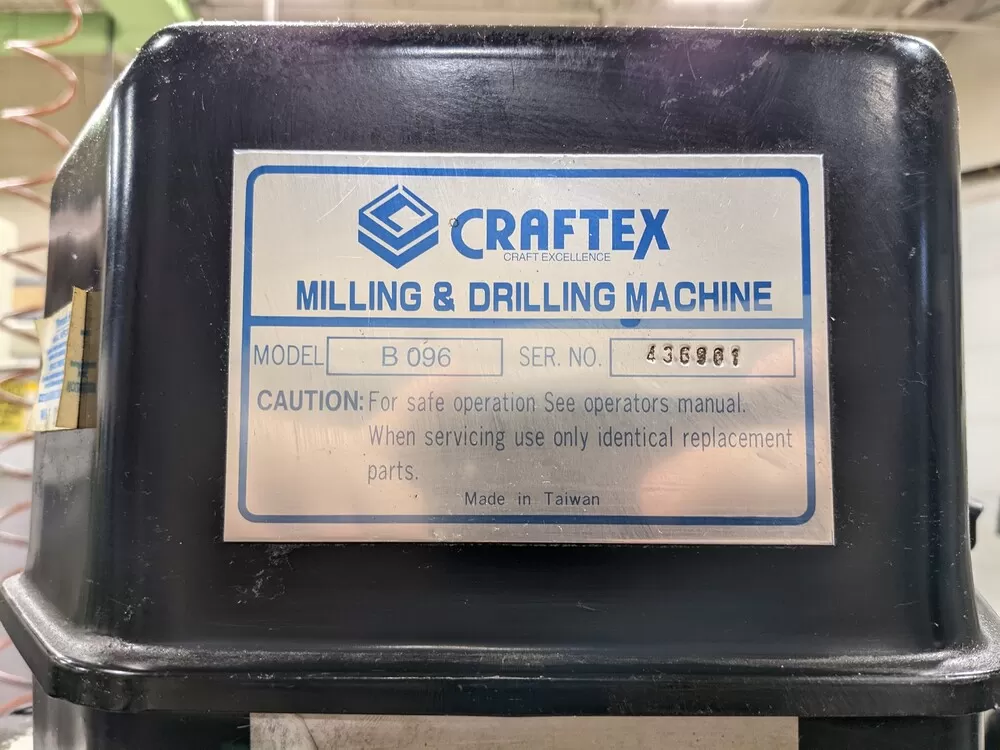 CRAFTEX
CRAFT EXCELLENCE
MILLING & DRILLING MACHINE
MODEL B 096 SER. NO. 436961
CAUTION: For safe operation See operators manual.
When servicing use only identical replacement
parts.
Made in Taiwan